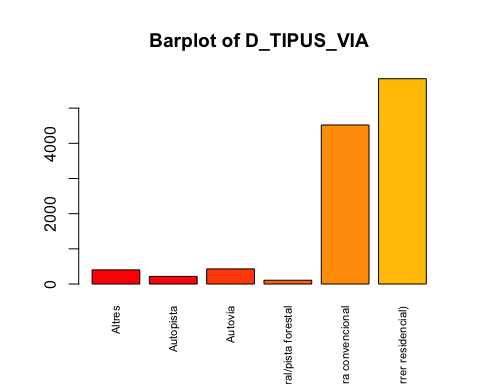 Barplot of D_TIPUS_VIA
4000
2000
0
Altres
Autopista
Autovia
ral/pista forestal
ra convencional
rrer residencial)